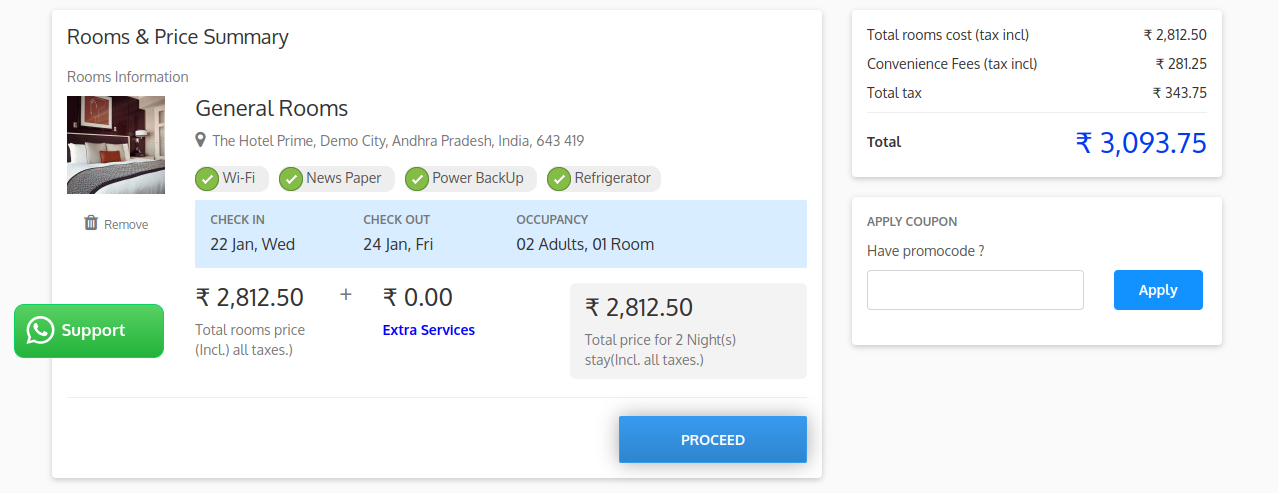 Rooms & Price Summary
Rooms Information
General Rooms
The Hotel Prime, Demo City, Andhra Pradesh, India, 643 419
Wi-Fi
News Paper
Power BackUp
Refrigerator
Remove
CHECK IN
CHECK OUT
OCCUPANCY
22 Jan, Wed
24 Jan, Fri
02 Adults, 01 Room
₹ 2,812.50
+
₹ 0.00
Total rooms price
(Incl.) all taxes.)
Extra Services
₹ 2,812.50
Total price for 2 Night(s)
stay(Incl. all taxes.)
Support
PROCEED
Total rooms cost (tax incl)
₹ 2,812.50
Convenience Fees (tax incl)
₹ 281.25
Total tax
₹ 343.75
Total
₹ 3,093.75
APPLY COUPON
Have promocode ?
Apply